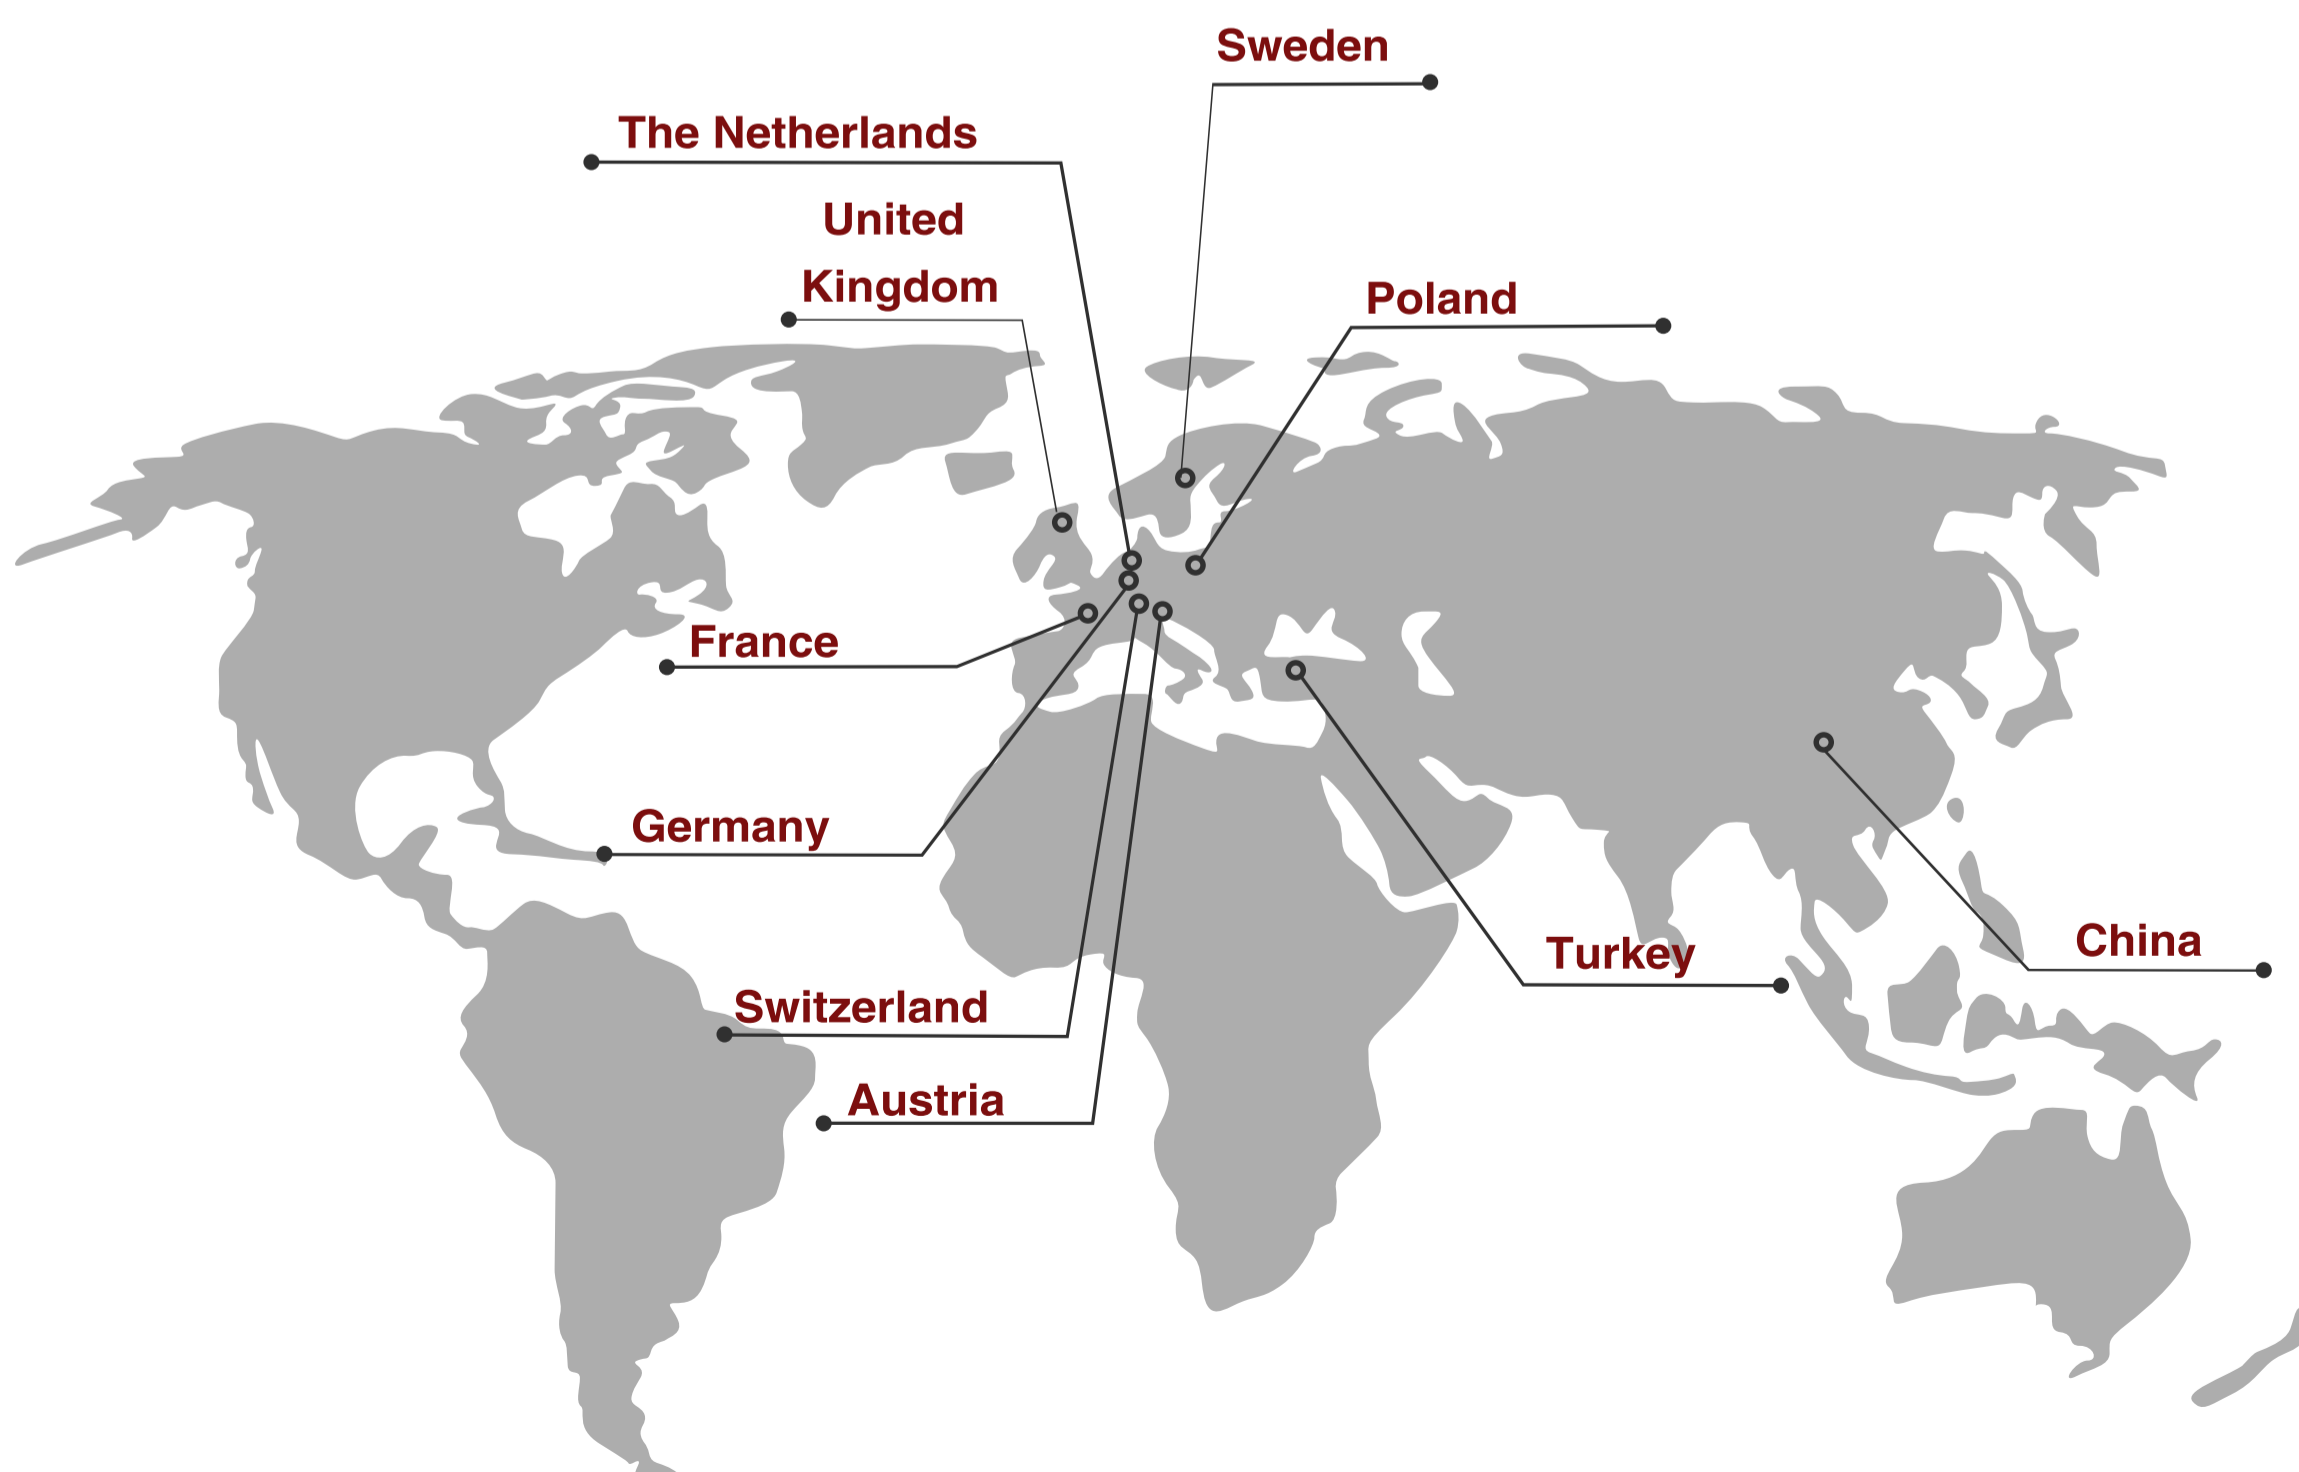 Sweden
The Netherlands
United
Kingdom
Poland
France
Germany
Turkey
China
Switzerland
Austria